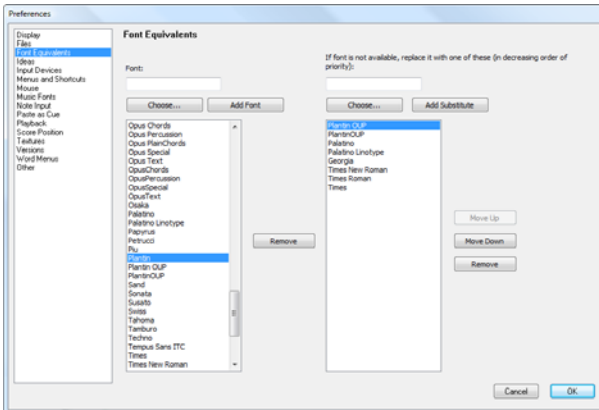 Preferences
Display
Files
Font Equivalents
Ideas
Input Devices
Menus and Shortcuts
Mouse
Music Fonts
Note Input
Paste as Cue
Playback
Score Position
Textures
Versions
Word Menus
Other
Font Equivalents
Font:
Choose...
Add Font
Opus Chords
Opus Percussion
Opus PlainChords
Opus Special
Opus Text
OpusChords
OpusPercussion
OpusSpecial
OpusText
Osaka
Palatino
Palatino Linotype
Papyrus
Petrucci
Piu
Plantin
Plantin OUP
PlantinOUP
Sand
Sonata
Susato
Swiss
Tahoma
Tamburo
Techno
Tempus Sans ITC
Times
Times New Roman
Remove
If font is not available, replace it with one of these (in decreasing order of
priority):
Choose...
Add Substitute
Plantin OUP
PlantinOUP
Palatino
Palatino Linotype
Georgia
Times New Roman
Times Roman
Times
Move Up
Move Down
Remove
Cancel
OK